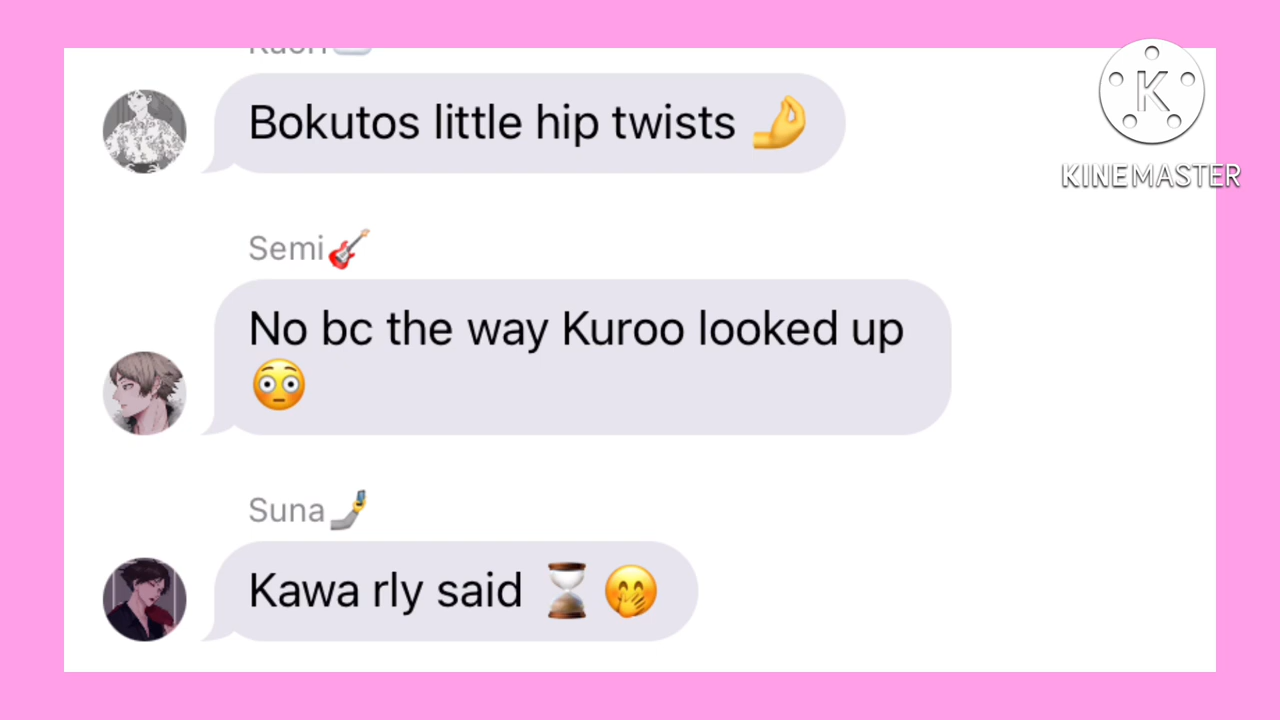 Bokutos little hip twists 🤌
K
KINEMASTER
Semi🎸
No bc the way Kuroo looked up
😳
Suna🤳
Kawa rly said ⏳🤭